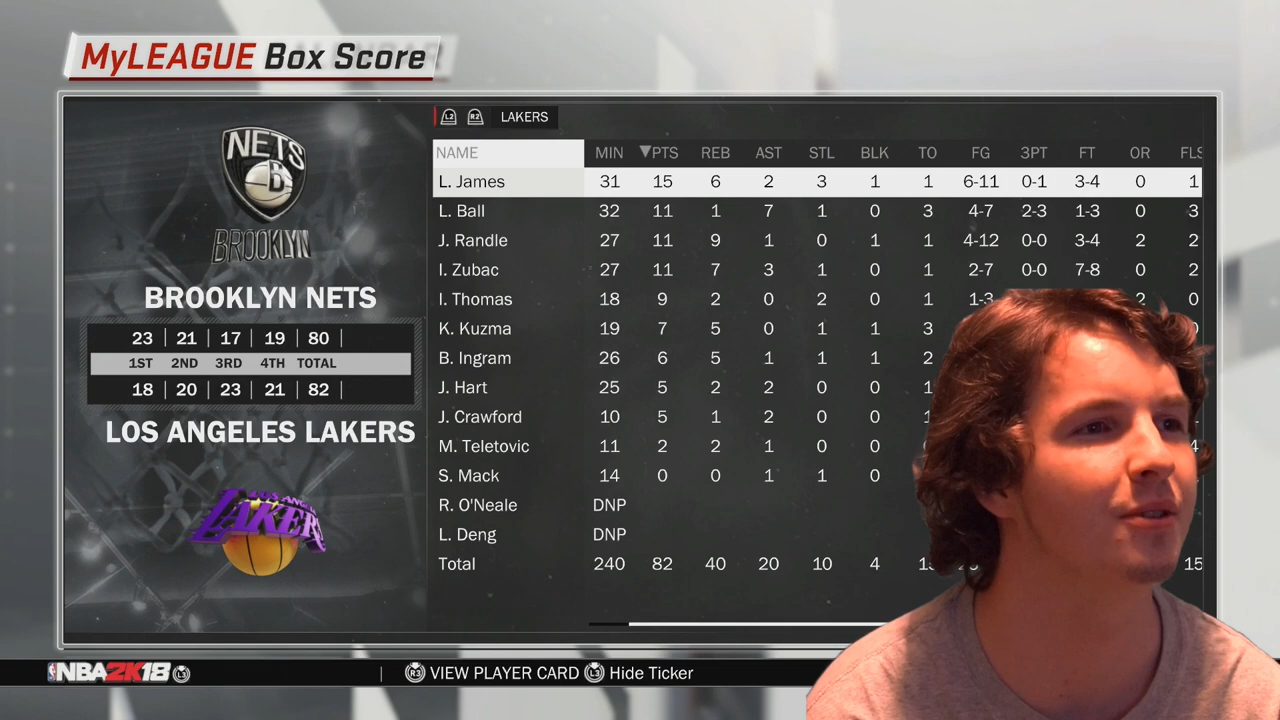 MyLEAGUE Box Score
NETS
B
BROOKLYN
BROOKLYN NETS
23 | 21 | 17 | 19 | 80 |
1ST 2ND 3RD 4TH TOTAL
18 | 20 | 23 | 21 | 82 |
LOS ANGELES LAKERS
LOS ANG
LAKERS
L2 R2 LAKERS
NAME MIN ▼PTS REB AST STL BLK TO FG 3PT FT OR FLS
L. James 31 15 6 2 3 1 1 6-11 0-1 3-4 0 1
L. Ball 32 11 1 7 1 0 3 4-7 2-3 1-3 0 3
J. Randle 27 11 9 1 0 1 1 4-12 0-0 3-4 2 2
I. Zubac 27 11 7 3 1 0 1 2-7 0-0 7-8 0 2
I. Thomas 18 9 2 0 2 0 1 1-3 2 0
K. Kuzma 19 7 5 0 1 1 3
B. Ingram 26 6 5 1 1 1 2
J. Hart 25 5 2 2 0 0 1
J. Crawford 10 5 1 2 0 0
M. Teletovic 11 2 2 1 0 0 4
S. Mack 14 0 0 1 1 0
R. O'Neale DNP
L. Deng DNP
Total 240 82 40 20 10 4 15
NBA 2K18 L3 | R3 VIEW PLAYER CARD L3 Hide Ticker